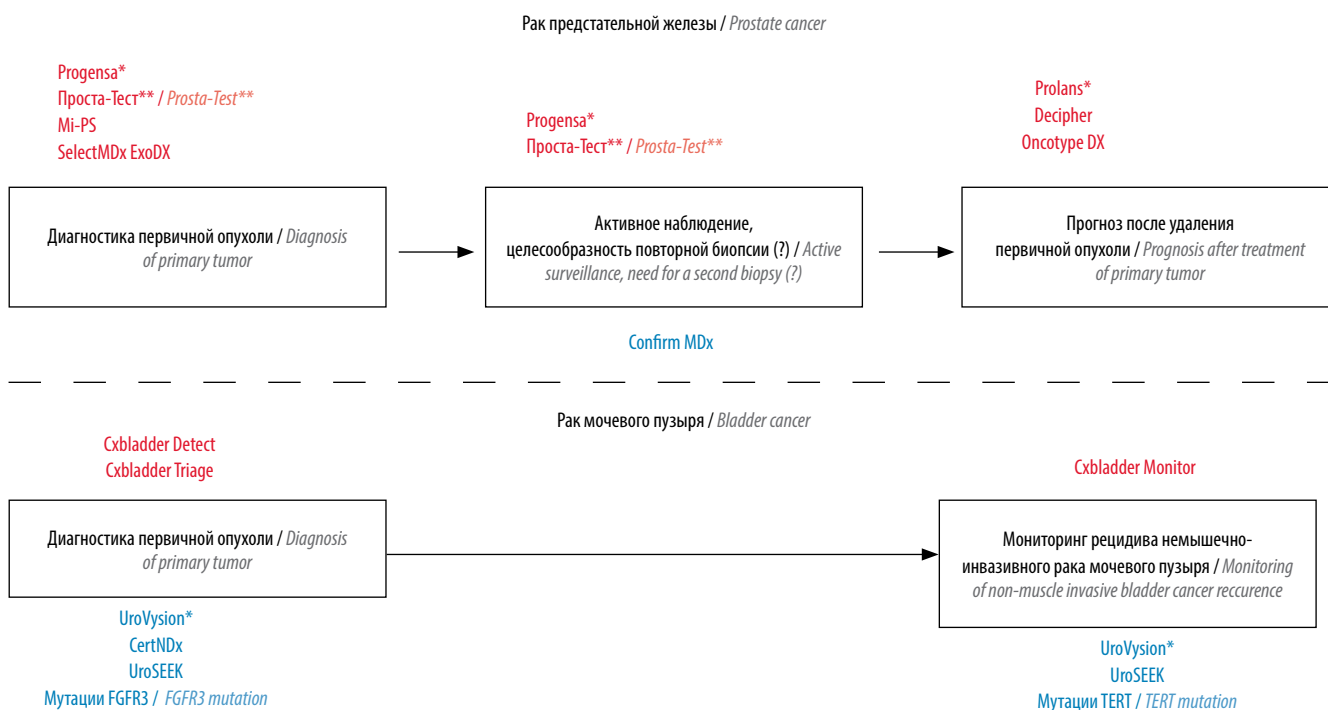 Рак предстательной железы / Prostate cancer
Progensa*
Проста-Тест** / Prosta-Test**
Mi-PS
SelectMDx ExoDX
Progensa*
Проста-Тест** / Prosta-Test**
Prolans*
Decipher
Oncotype DX
Диагностика первичной опухоли / Diagnosis
of primary tumor
Активное наблюдение,
целесообразность повторной биопсии (?) / Active
surveillance, need for a second biopsy (?)
Прогноз после удаления
первичной опухоли / Prognosis after treatment
of primary tumor
Confirm MDx
Рак мочевого пузыря / Bladder cancer
Cxbladder Detect
Cxbladder Triage
Cxbladder Monitor
Диагностика первичной опухоли / Diagnosis
of primary tumor
Мониторинг рецидива немышечно-
инвазивного рака мочевого пузыря / Monitoring
of non-muscle invasive bladder cancer reccurence
UroVysion*
CertNDx
UroSEEK
Мутации FGFR3 / FGFR3 mutation
UroVysion*
UroSEEK
Мутации TERT / TERT mutation